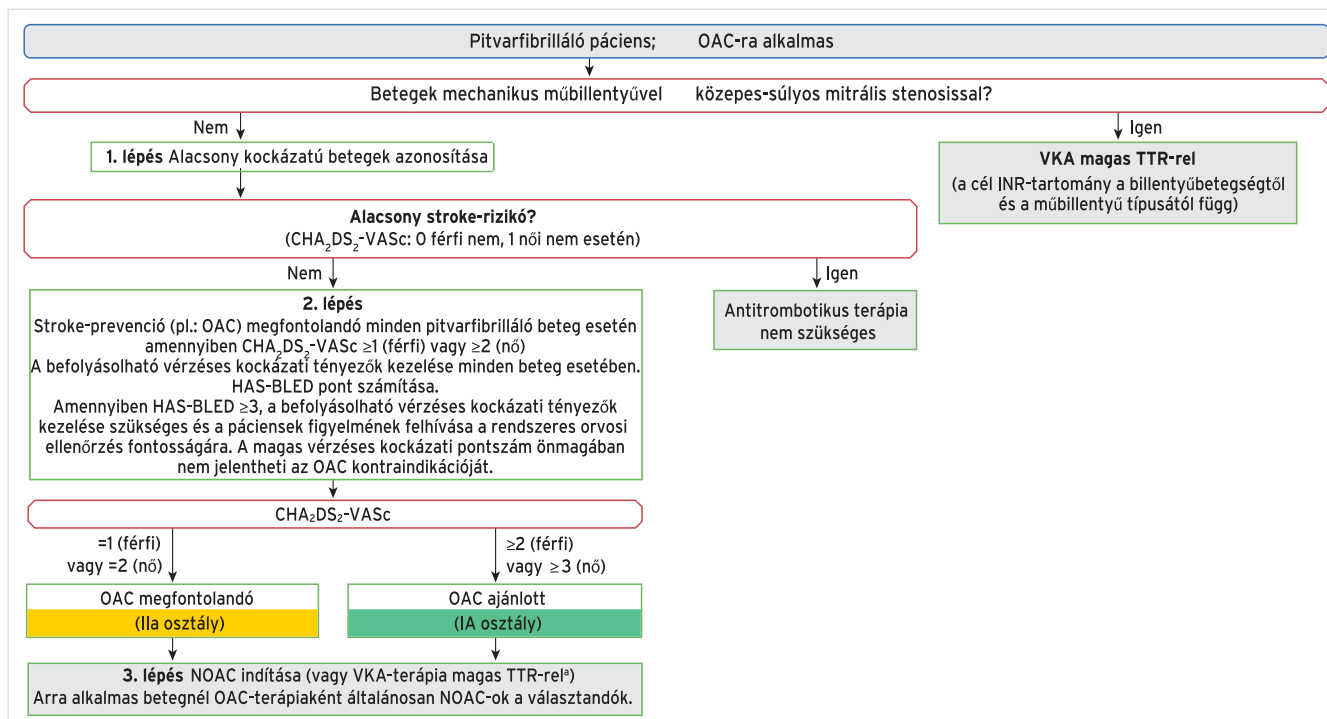 Pitvarfibrilláló páciens; OAC-ra alkalmas
Betegek mechanikus műbillentyűvel közepes-súlyos mitrális stenosissal?
Nem
Igen
1. lépés Alacsony kockázatú betegek azonosítása
VKA magas TTR-rel
(a cél INR-tartomány a billentyűbetegségtől
és a műbillentyű típusától függ)
Alacsony stroke-rizikó?
(CHA₂DS₂-VASc: 0 férfi nem, 1 női nem esetén)
Nem
Igen
2. lépés
Stroke-prevenció (pl.: OAC) megfontolandó minden pitvarfibrilláló beteg esetén
amennyiben CHA₂DS₂-VASc ≥1 (férfi) vagy ≥2 (nő)
A befolyásolható vérzéses kockázati tényezők kezelése minden beteg esetében.
HAS-BLED pont számítása.
Amennyiben HAS-BLED ≥3, a befolyásolható vérzéses kockázati tényezők
kezelése szükséges és a páciensek figyelmének felhívása a rendszeres orvosi
ellenőrzés fontosságára. A magas vérzéses kockázati pontszám önmagában
nem jelentheti az OAC kontraindikációját.
Antitrombotikus terápia
nem szükséges
CHA₂DS₂-VASc
=1 (férfi)
vagy =2 (nő)
≥2 (férfi)
vagy ≥3 (nő)
OAC megfontolandó
(IIa osztály)
OAC ajánlott
(IA osztály)
3. lépés NOAC indítása (vagy VKA-terápia magas TTR-relª)
Arra alkalmas betegnél OAC-terápiaként általánosan NOAC-ok a választandók.